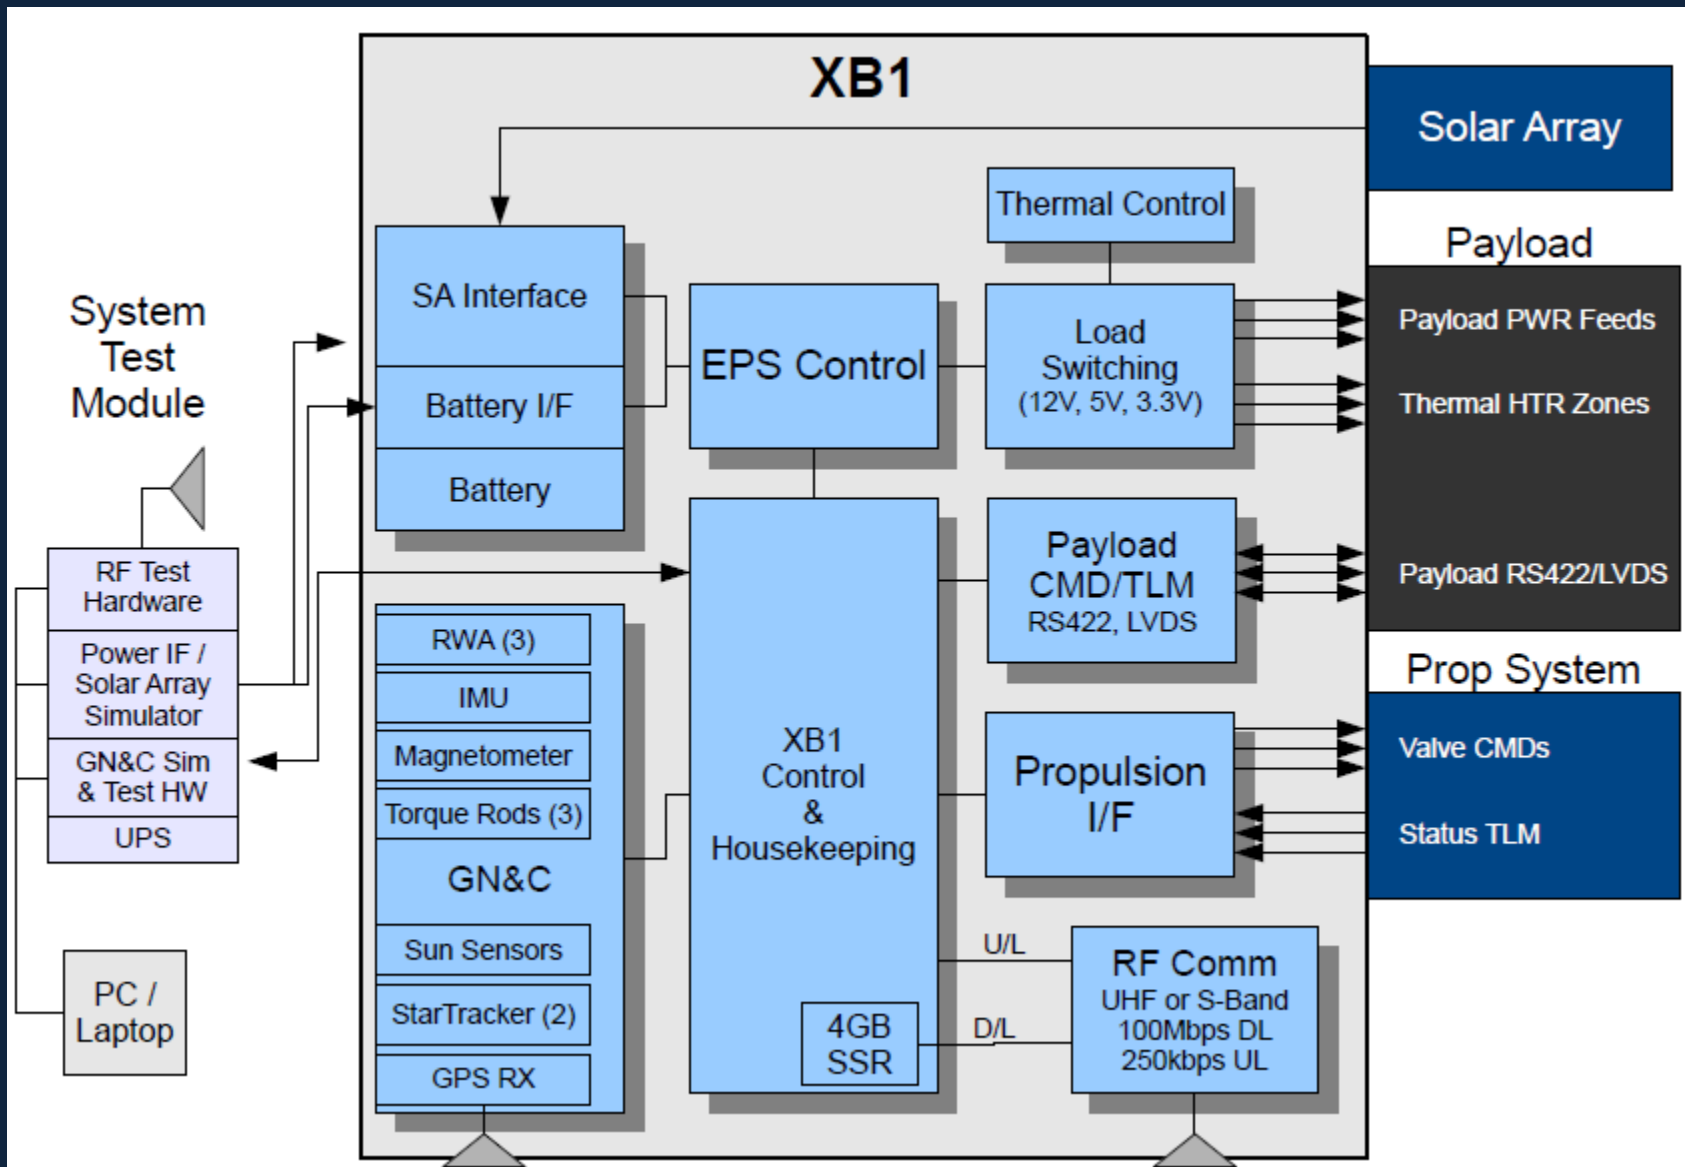 XB1
Solar Array
Thermal Control
Payload
SA Interface
System
Test
Module
EPS Control
Load
Switching
(12V, 5V, 3.3V)
Payload PWR Feeds
Thermal HTR Zones
Battery I/F
Battery
Payload
CMD/TLM
RS422, LVDS
Payload RS422/LVDS
RF Test
Hardware
Power IF /
Solar Array
Simulator
GN&C Sim
& Test HW
UPS
PC /
Laptop
RWA (3)
IMU
Magnetometer
Torque Rods (3)
GN&C
Sun Sensors
StarTracker (2)
GPS RX
XB1
Control
&
Housekeeping
4GB
SSR
Propulsion
I/F
Prop System
Valve CMDs
Status TLM
U/L
D/L
RF Comm
UHF or S-Band
100Mbps DL
250kbps UL